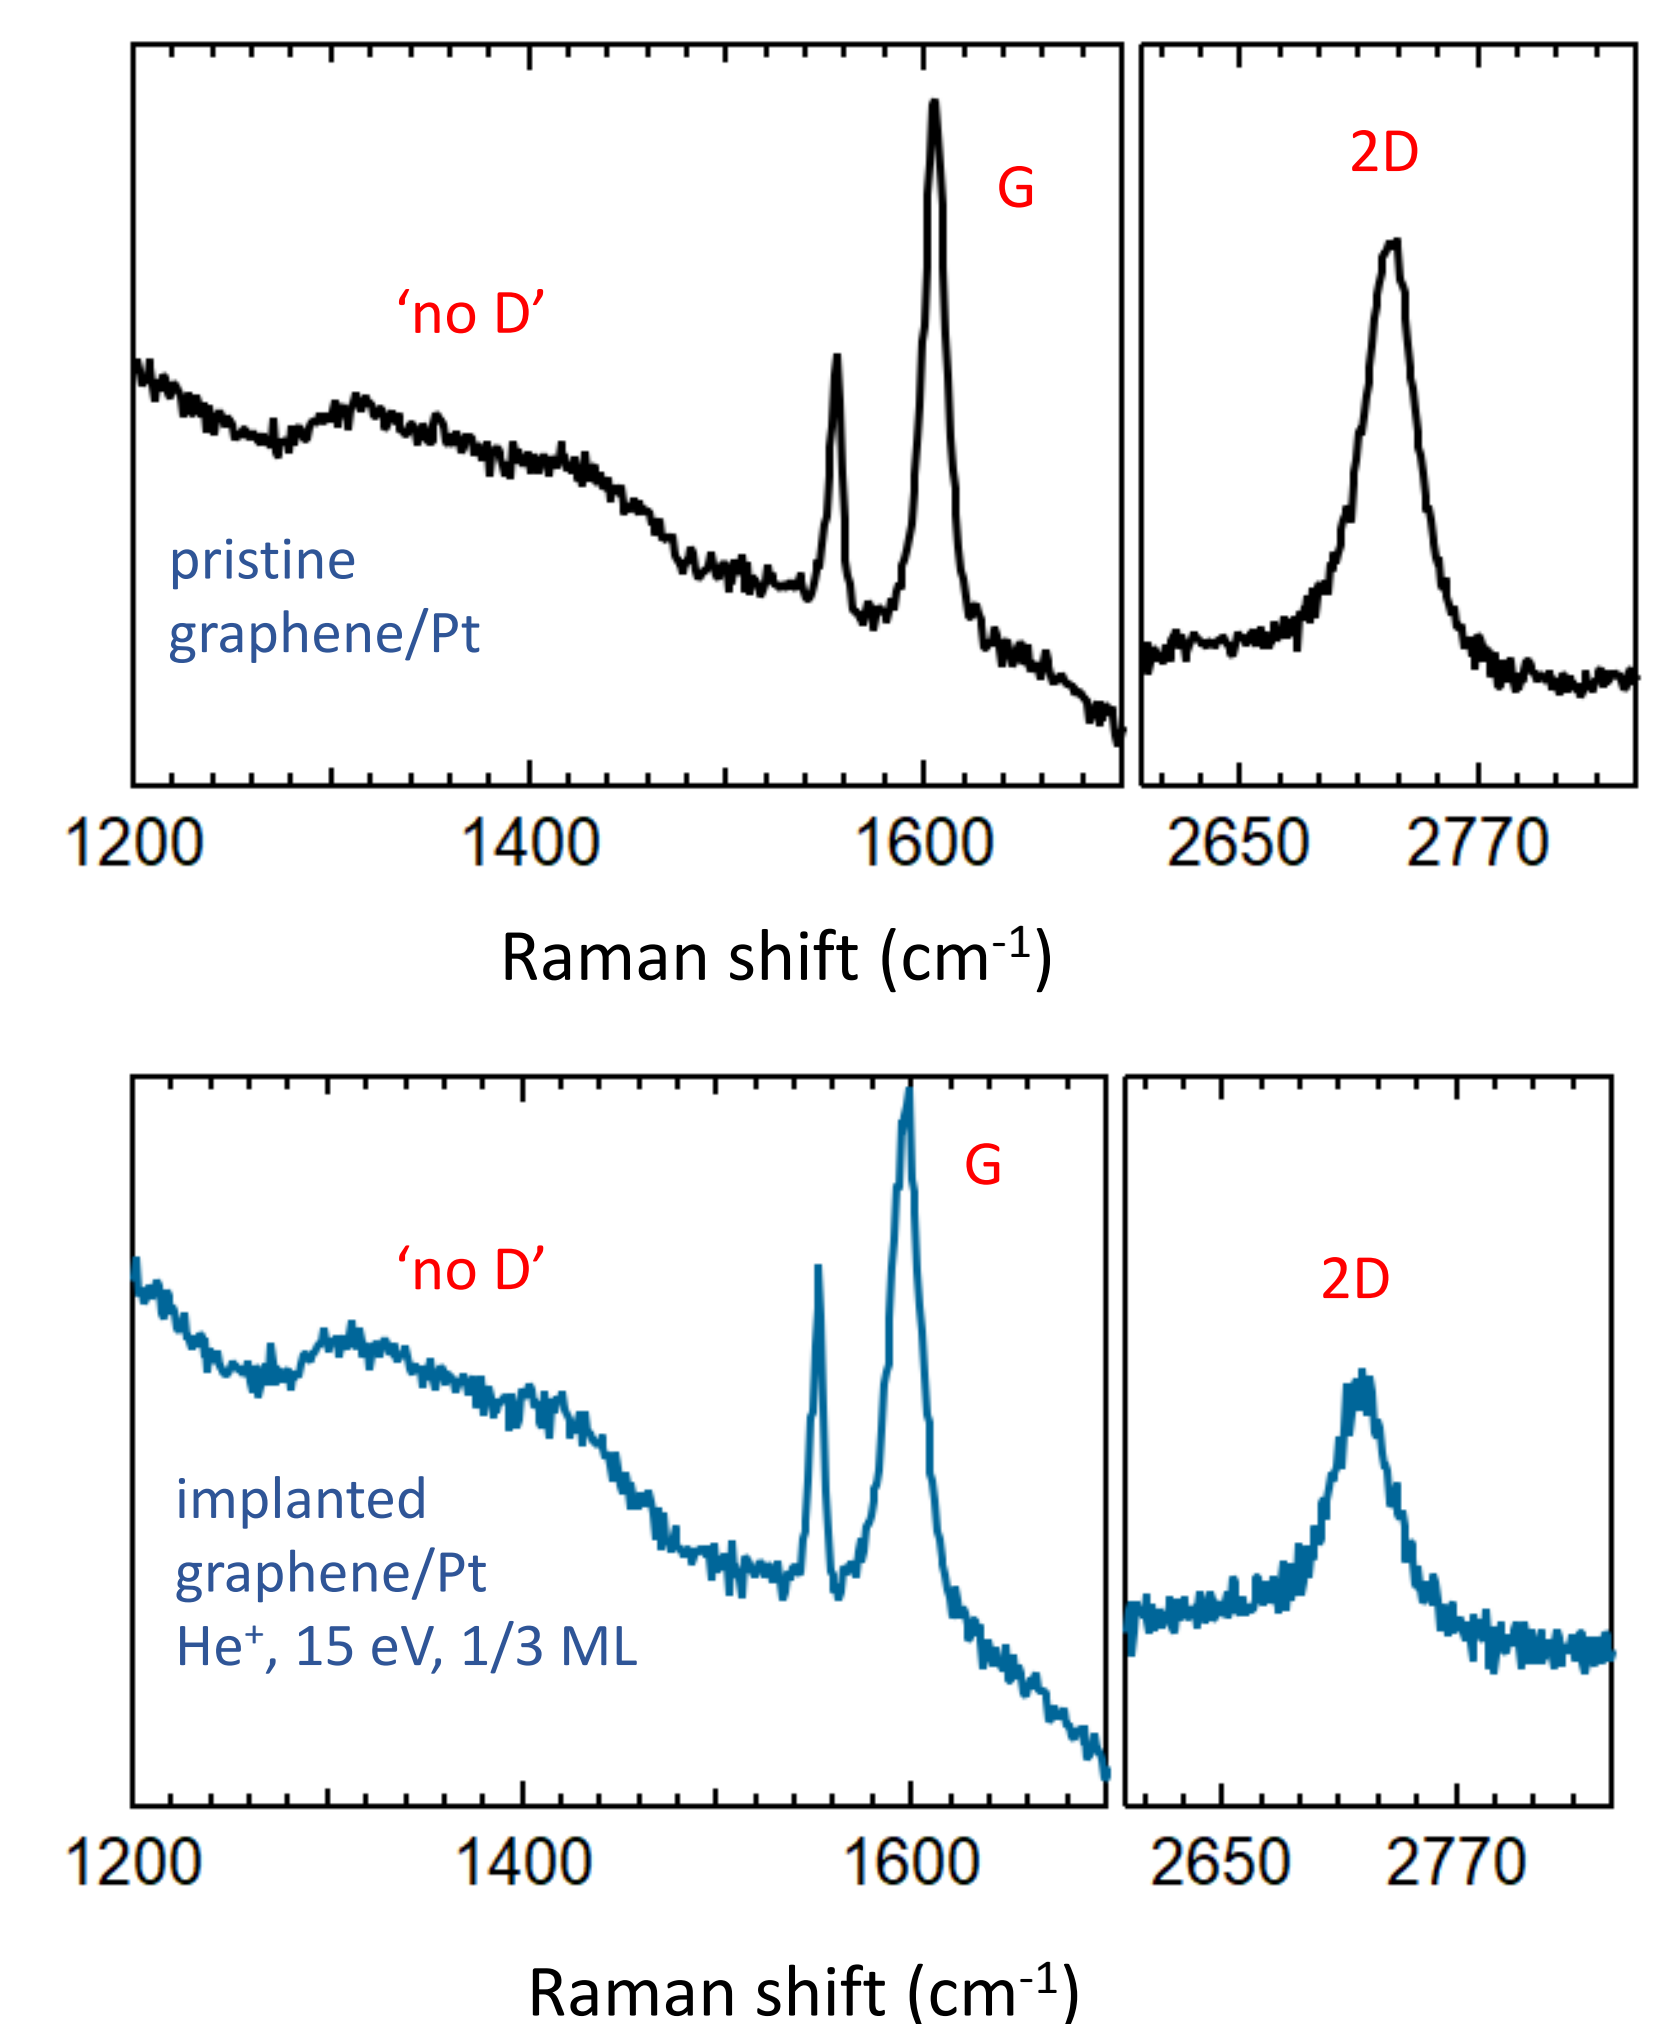 2D
G
‘no D’
pristine
graphene/Pt
1200 1400 1600 2650 2770
Raman shift (cm⁻¹)
G
‘no D’
2D
implanted
graphene/Pt
He⁺, 15 eV, 1/3 ML
1200 1400 1600 2650 2770
Raman shift (cm⁻¹)